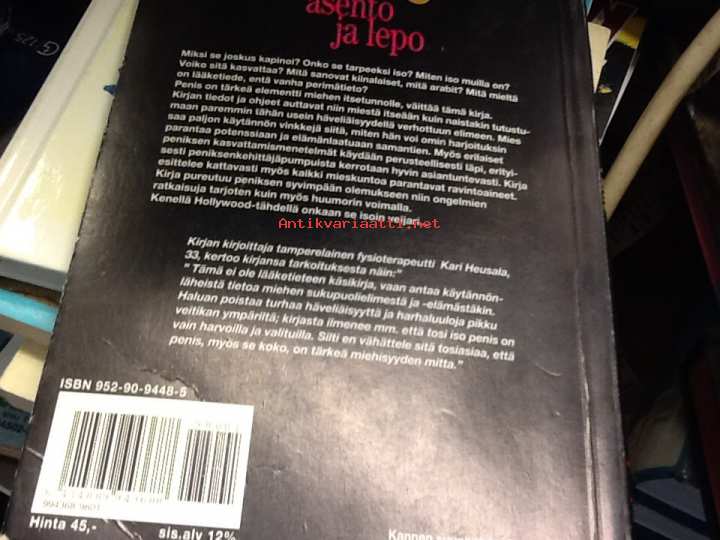 asento
ja lepo
Miksi se joskus kapinoi? Onko se tarpeeksi iso? Miten iso muilla en?
Voiko sitä kasvattaa? Mitä sanovat kiinalaiset, mitä arabit? Mitä mieltä
on lääketiede, entä vanha perimätieto?
Penis on tärkeä elementti miehen itsetunnolle, väittää tämä kirja.
Kirjan tiedot ja ohjeet auttavat niin miestä itseään kuin naistakin tutustu-
maan paremmin tähän usein häveliäisyydellä verhottuun elimeen. Mies
saa paljon käytännön vinkkejä siitä, miten hän voi omin harjoituksin
parantaa potenssiaan ja elämänlaatuaan samantien. Myös erilaiset
peniksen kasvattamismenetelmät käydään perusteellisesti läpi, erityi-
sesti peniksenkehittäjäpumpuista kerrotaan hyvin asiantuntevasti. Kirja
esittelee kattavasti myös kaikki mieskuntoa parantavat ravintoaineet.
Kirja pureutuu peniksen syvimpään olemukseen niin ongelmien
ratkaisuja tarjoten kuin myös huumorin voimalla.
Kenellä Hollywood-tähdellä onkaan se isoin veijari
Antikvariaatti.net
Kirjan kirjoittaja tamperelainen fysioterapeutti Kari Heusala,
33, kertoo kirjansa tarkoituksesta näin:"
" Tämä ei ole lääketieteen käsikirja, vaan antaa käytännön-
läheistä tietoa miehen sukupuolielimestä ja -elämästäkin.
Haluan poistaa turhaa häveliäisyyttä ja harhaluuloja pikku
veitikan ympäriltä; kirjasta ilmenee mm. että tosi iso penis on
vain harvoilla ja valituilla. Silti en vähättele sitä tosiasiaa, että
penis, myös se koko, on tärkeä miehisyyden mitta."
ISBN 952-90-9448-5
Hinta 45,- sis.alv 12%
Kannen